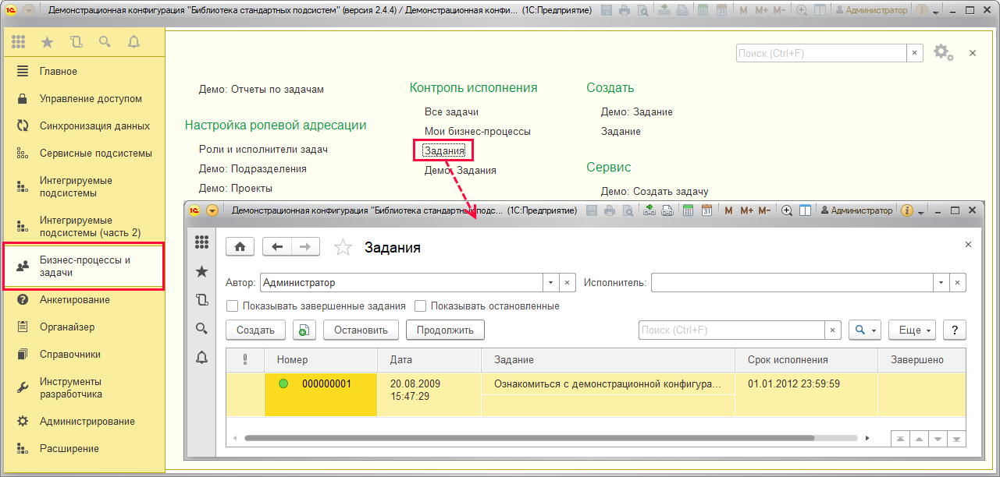 Демонстрационная конфигурация "Библиотека стандартных подсистем" (версия 2.4.4) / Демонстрационная конфи... (1С:Предприятие)
M M+ M-
Администратор
Главное
Управление доступом
Синхронизация данных
Сервисные подсистемы
Интегрируемые
подсистемы
Интегрируемые
подсистемы (часть 2)
Бизнес-процессы и
задачи
Анкетирование
Органайзер
Справочники
Инструменты
разработчика
Администрирование
Расширение
Поиск (Ctrl+F)
Демо: Отчеты по задачам
Настройка ролевой адресации
Роли и исполнители задач
Демо: Подразделения
Демо: Проекты
Контроль исполнения
Все задачи
Мои бизнес-процессы
Задания
Демо: Задания
Создать
Демо: Задание
Задание
Сервис
Демо: Создать задачу
Демонстрационная конфигурация "Библиотека стандартных подс... (1С:Предприятие)
M M+ M-
Администратор
Задания
Автор: Администратор
Исполнитель:
Показывать завершенные задания
Показывать остановленные
Создать
Остановить
Продолжить
Поиск (Ctrl+F)
Еще
?
Номер
Дата
Задание
Срок исполнения
Завершено
000000001
20.08.2009
15:47:29
Ознакомиться с демонстрационной конфигура...
01.01.2012 23:59:59